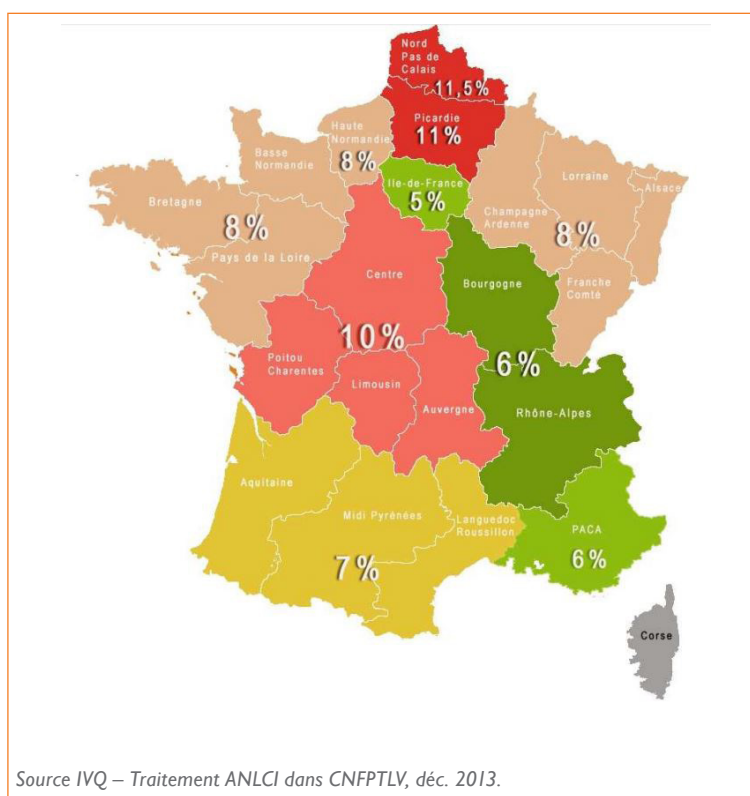 Nord
Pas de
Calais
11,5%
Picardie
11%
Haute
Normandie
8%
Basse
Normandie
Ile-de-France
5%
Lorraine
Alsace
Champagne
Ardenne
8%
Bretagne
8%
Pays de la Loire
Centre
Bourgogne
Franche
Comté
10%
6%
Poitou
Charentes
Limousin
Auvergne
Rhône-Alpes
Aquitaine
Midi Pyrénées
Languedoc
Roussillon
7%
PACA
6%
Corse
Source IVQ – Traitement ANLCI dans CNFPTLV, déc. 2013.